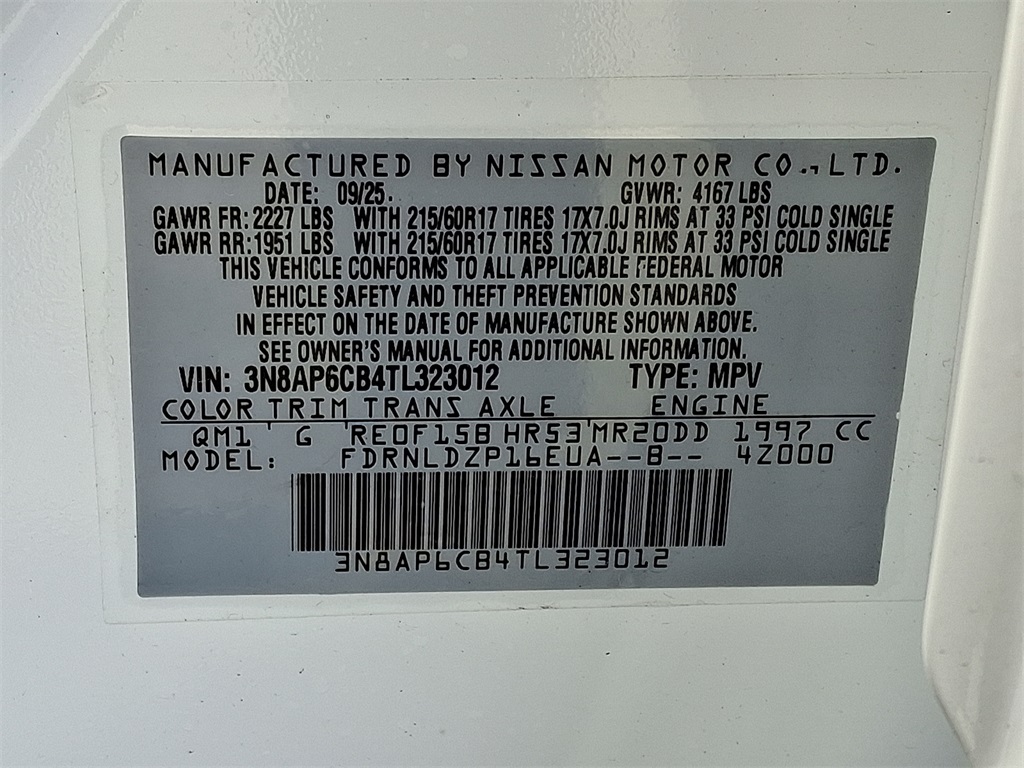 MANUFACTURED BY NISSAN MOTOR CO.,LTD.
DATE: 09/25. GVWR: 4167 LBS
GAWR FR: 2227 LBS WITH 215/60R17 TIRES 17X7.0J RIMS AT 33 PSI COLD SINGLE
GAWR RR: 1951 LBS WITH 215/60R17 TIRES 17X7.0J RIMS AT 33 PSI COLD SINGLE
THIS VEHICLE CONFORMS TO ALL APPLICABLE FEDERAL MOTOR
VEHICLE SAFETY AND THEFT PREVENTION STANDARDS
IN EFFECT ON THE DATE OF MANUFACTURE SHOWN ABOVE.
SEE OWNER'S MANUAL FOR ADDITIONAL INFORMATION.
VIN: 3N8AP6CB4TL323012 TYPE: MPV
COLOR TRIM TRANS AXLE ENGINE
QM1 ' G ' RE0F15B HR53 ' MR20DD 1997 CC
MODEL: FDRNLDZP16EUA--B-- 4Z000
3N8AP6CB4TL323012